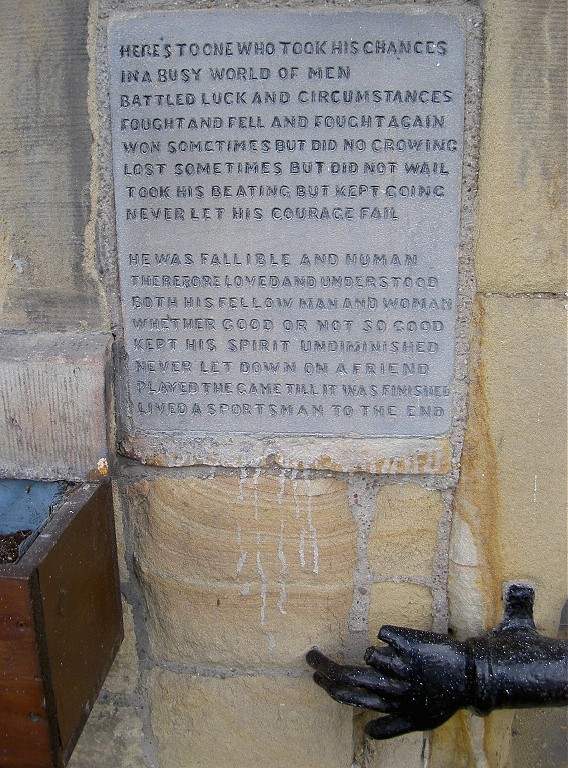 HERE'S TO ONE WHO TOOK HIS CHANCES
IN A BUSY WORLD OF MEN
BATTLED LUCK AND CIRCUMSTANCES
FOUGHT AND FELL AND FOUGHT AGAIN
WON SOMETIMES BUT DID NO CROWING
LOST SOMETIMES BUT DID NOT WAIL
TOOK HIS BEATING BUT KEPT GOING
NEVER LET HIS COURAGE FAIL
HE WAS FALLIBLE AND HUMAN
THEREFORE LOVED AND UNDERSTOOD
BOTH HIS FELLOW MAN AND WOMAN
WHETHER GOOD OR NOT SO GOOD
KEPT HIS SPIRIT UNDIMINISHED
NEVER LET DOWN ON A FRIEND
PLAYED THE GAME TILL IT WAS FINISHED
LIVED A SPORTSMAN TO THE END